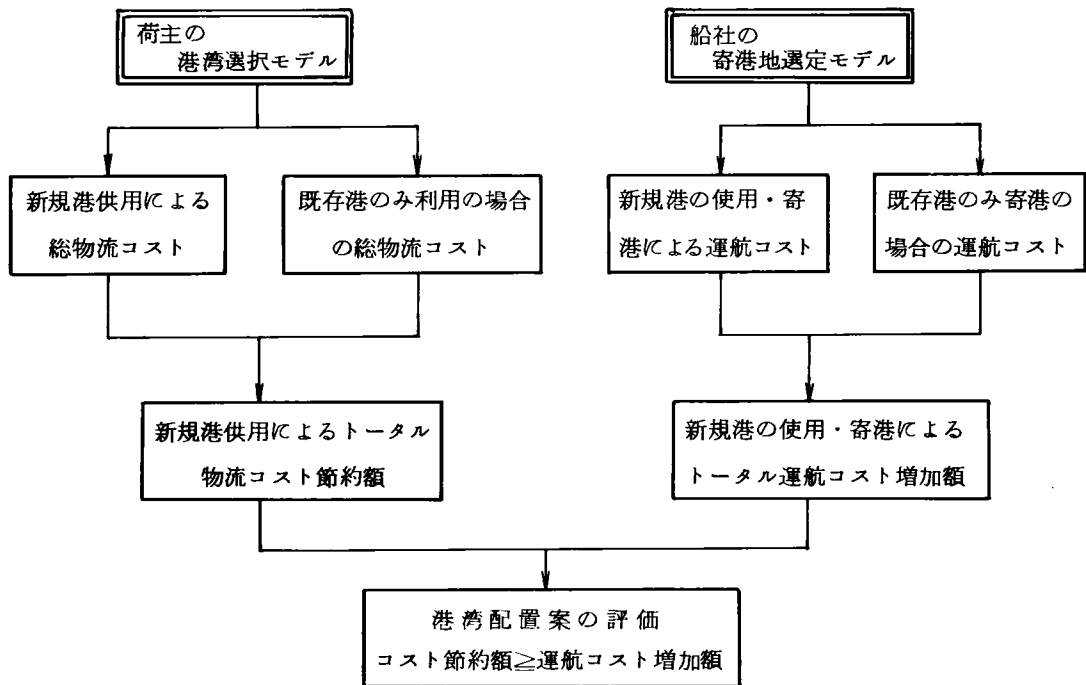 荷主の
港湾選択モデル
船社の
寄港地選定モデル
新規港供用による
総物流コスト
既存港のみ利用の場合
の総物流コスト
新規港の使用・寄
港による運航コスト
既存港のみ寄港の
場合の運航コスト
新規港供用によるトータル
物流コスト節約額
新規港の使用・寄港による
トータル運航コスト増加額
港湾配置案の評価
コスト節約額≧運航コスト増加額